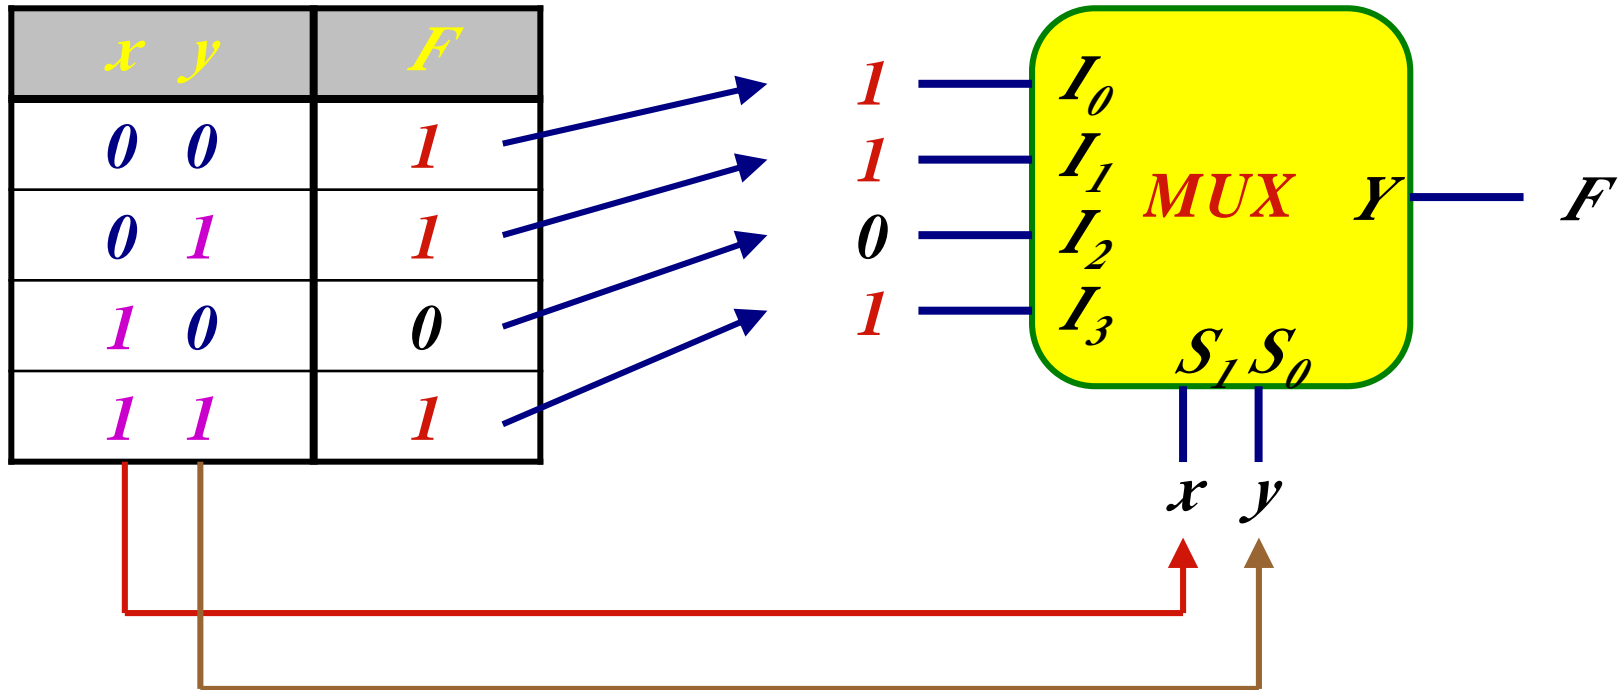 x y F
0 0 1
0 1 1
1 0 0
1 1 1
1 I0
1 I1
0 I2
1 I3
MUX Y F
S1 S0
x y